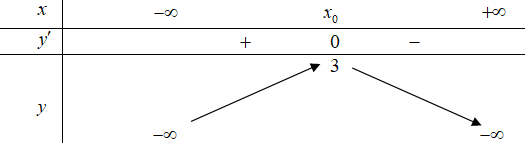 x −∞ x₀ +∞
y′ + 0 −
3
y
−∞ −∞